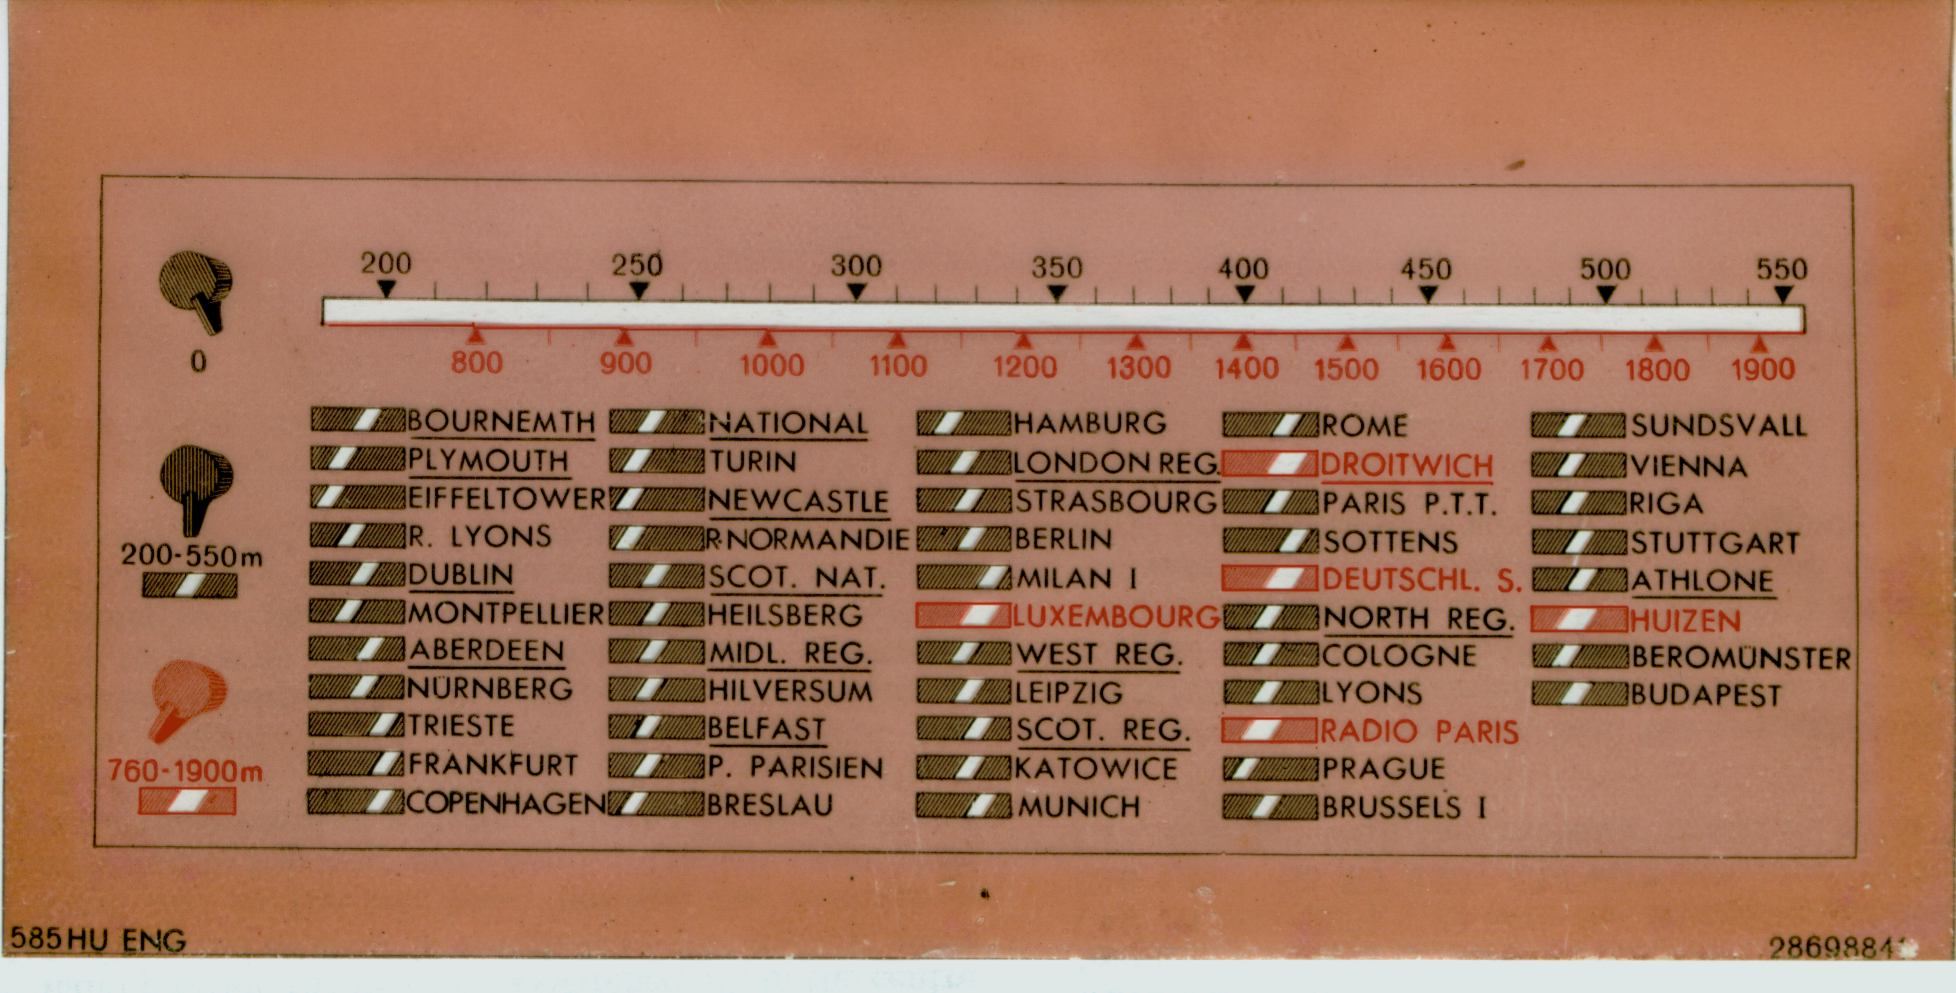 200 250 300 350 400 450 500 550
0
800 900 1000 1100 1200 1300 1400 1500 1600 1700 1800 1900
200-550m
760-1900m
BOURNEMTH
PLYMOUTH
EIFFELTOWER
R. LYONS
DUBLIN
MONTPELLIER
ABERDEEN
NÜRNBERG
TRIESTE
FRANKFURT
COPENHAGEN
NATIONAL
TURIN
NEWCASTLE
R·NORMANDIE
SCOT. NAT.
HEILSBERG
MIDL. REG.
HILVERSUM
BELFAST
P. PARISIEN
BRESLAU
HAMBURG
LONDON REG.
STRASBOURG
BERLIN
MILAN I
LUXEMBOURG
WEST REG.
LEIPZIG
SCOT. REG.
KATOWICE
MUNICH
ROME
DROITWICH
PARIS P.T.T.
SOTTENS
DEUTSCHL. S.
NORTH REG.
COLOGNE
LYONS
RADIO PARIS
PRAGUE
BRUSSELS I
SUNDSVALL
VIENNA
RIGA
STUTTGART
ATHLONE
HUIZEN
BEROMÜNSTER
BUDAPEST
585HU ENG
2869884